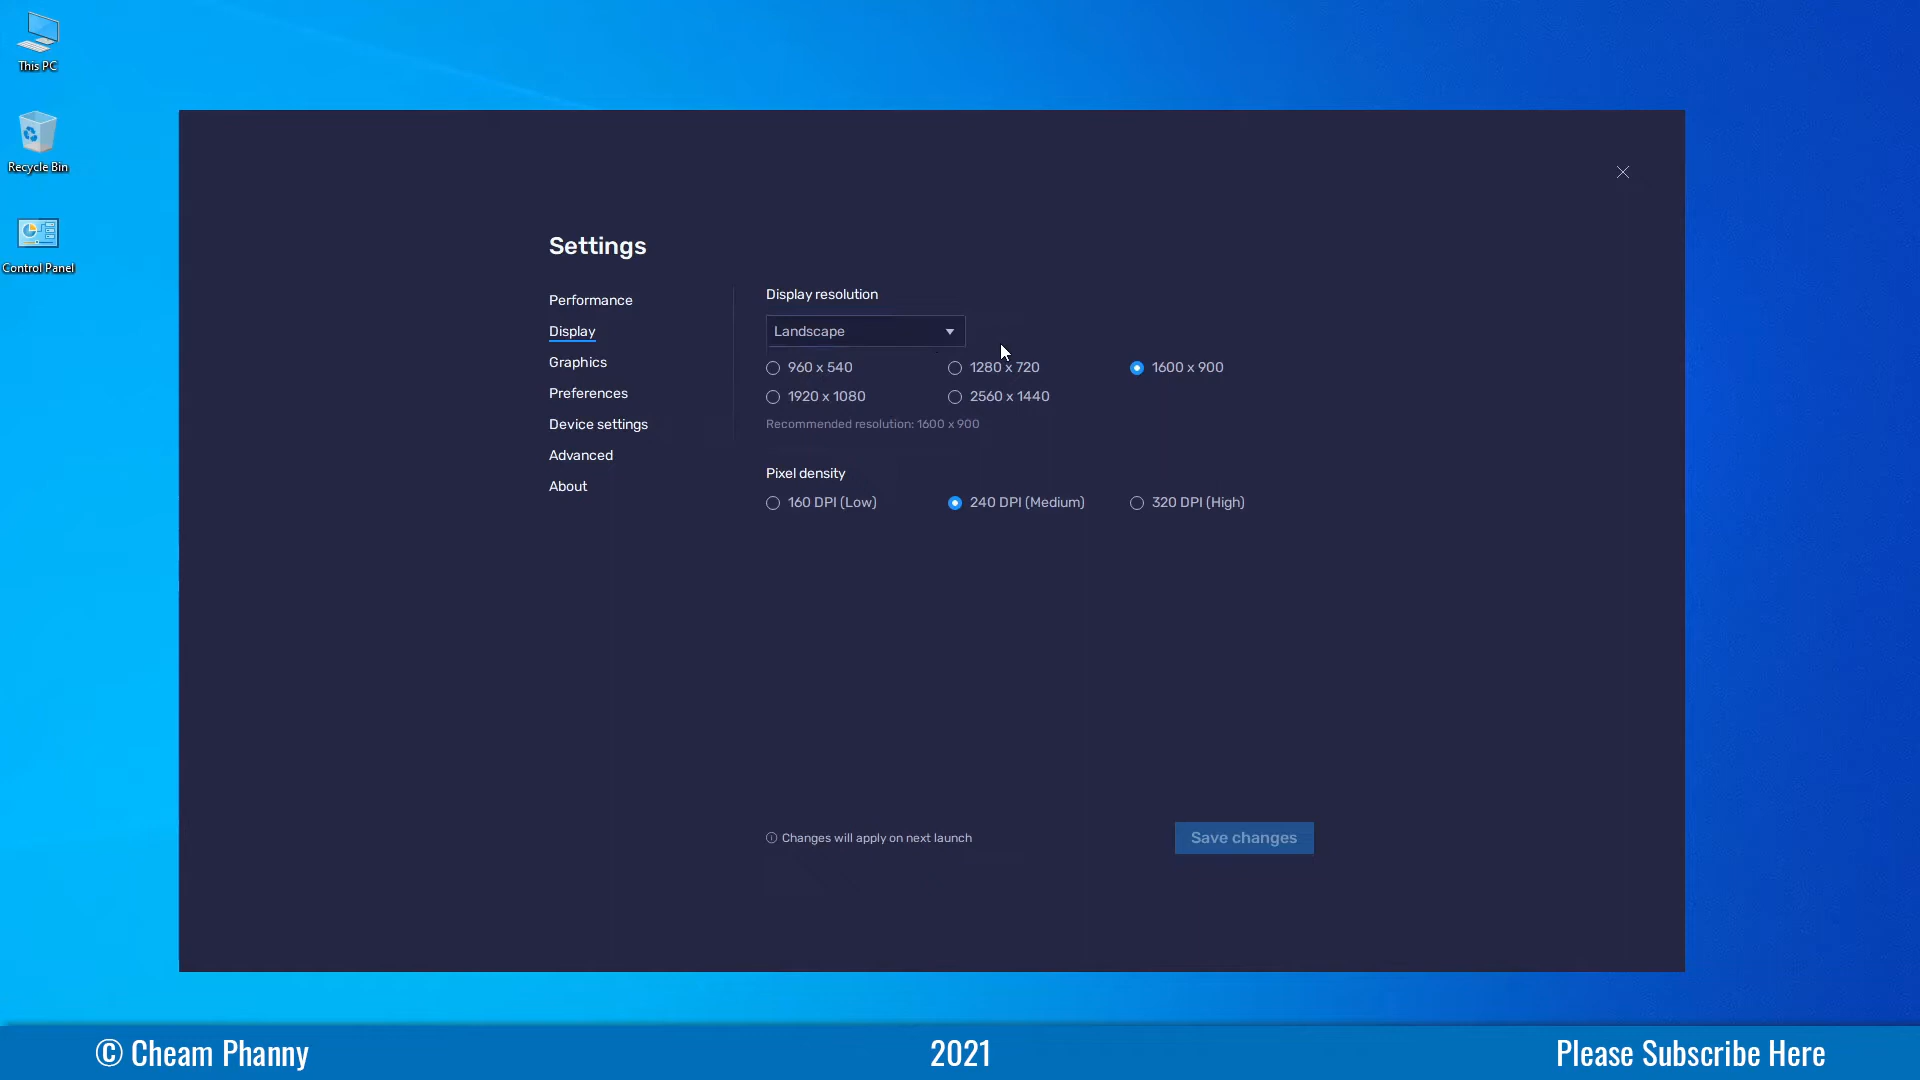 This PC
Recycle Bin
Control Panel
Settings
Performance
Display
Graphics
Preferences
Device settings
Advanced
About
Display resolution
Landscape
960 x 540
1280 x 720
1600 x 900
1920 x 1080
2560 x 1440
Recommended resolution: 1600 x 900
Pixel density
160 DPI (Low)
240 DPI (Medium)
320 DPI (High)
Changes will apply on next launch
Save changes
© Cheam Phanny
2021
Please Subscribe Here